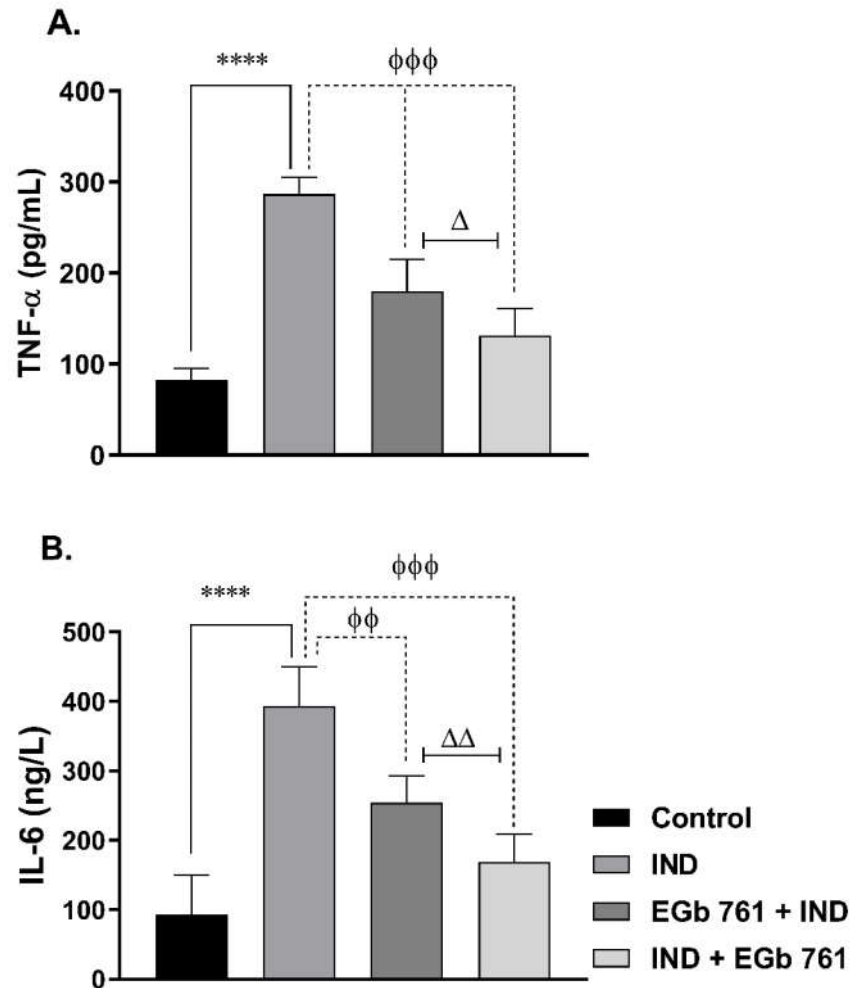 A.
**** ϕϕϕ
400
300
Δ
200
100
0
TNF-α (pg/mL)
B.
ϕϕϕ
****
ϕϕ
500
400
ΔΔ
300
200
100
0
IL-6 (ng/L)
Control
IND
EGb 761 + IND
IND + EGb 761